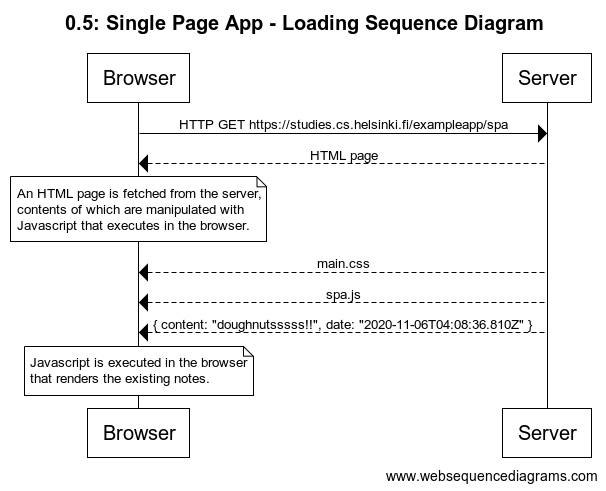 0.5: Single Page App - Loading Sequence Diagram
Browser
Server
HTTP GET https://studies.cs.helsinki.fi/exampleapp/spa
HTML page
An HTML page is fetched from the server,
contents of which are manipulated with
Javascript that executes in the browser.
main.css
spa.js
{ content: "doughnutsssss!!", date: "2020-11-06T04:08:36.810Z" }
Javascript is executed in the browser
that renders the existing notes.
Browser
Server
www.websequencediagrams.com